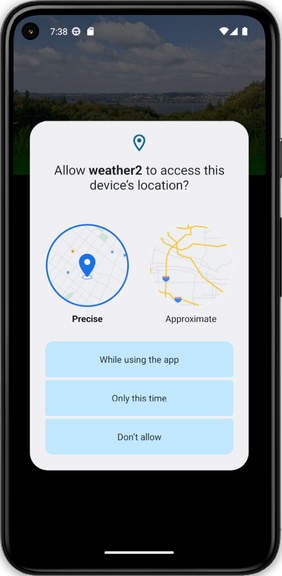 7:38
Allow weather2 to access this
device's location?
Precise
Approximate
While using the app
Only this time
Don't allow